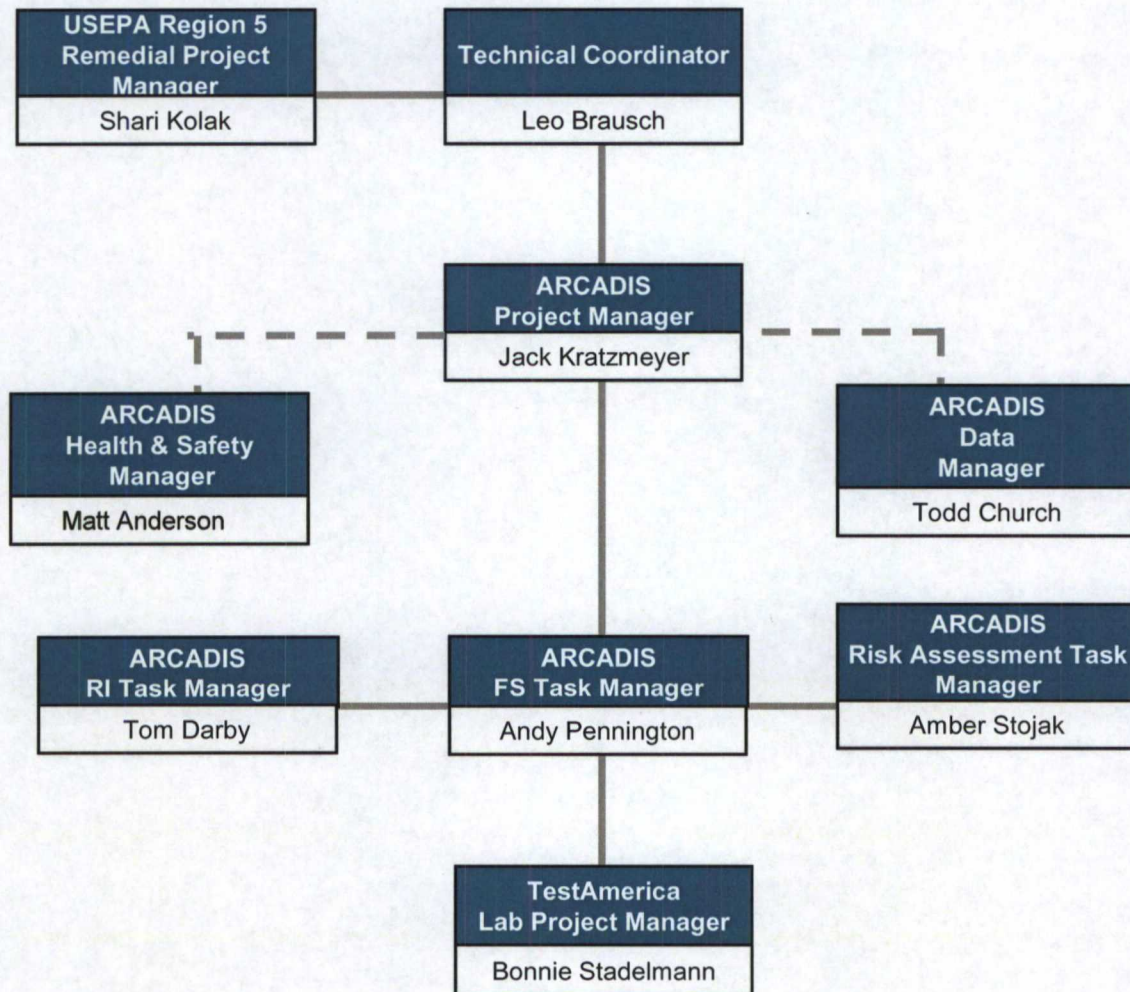 USEPA Region 5
Remedial Project
Manager
Shari Kolak
Technical Coordinator
Leo Brausch
ARCADIS
Project Manager
Jack Kratzmeyer
ARCADIS
Health & Safety
Manager
Matt Anderson
ARCADIS
Data
Manager
Todd Church
ARCADIS
RI Task Manager
Tom Darby
ARCADIS
FS Task Manager
Andy Pennington
ARCADIS
Risk Assessment Task
Manager
Amber Stojak
TestAmerica
Lab Project Manager
Bonnie Stadelmann